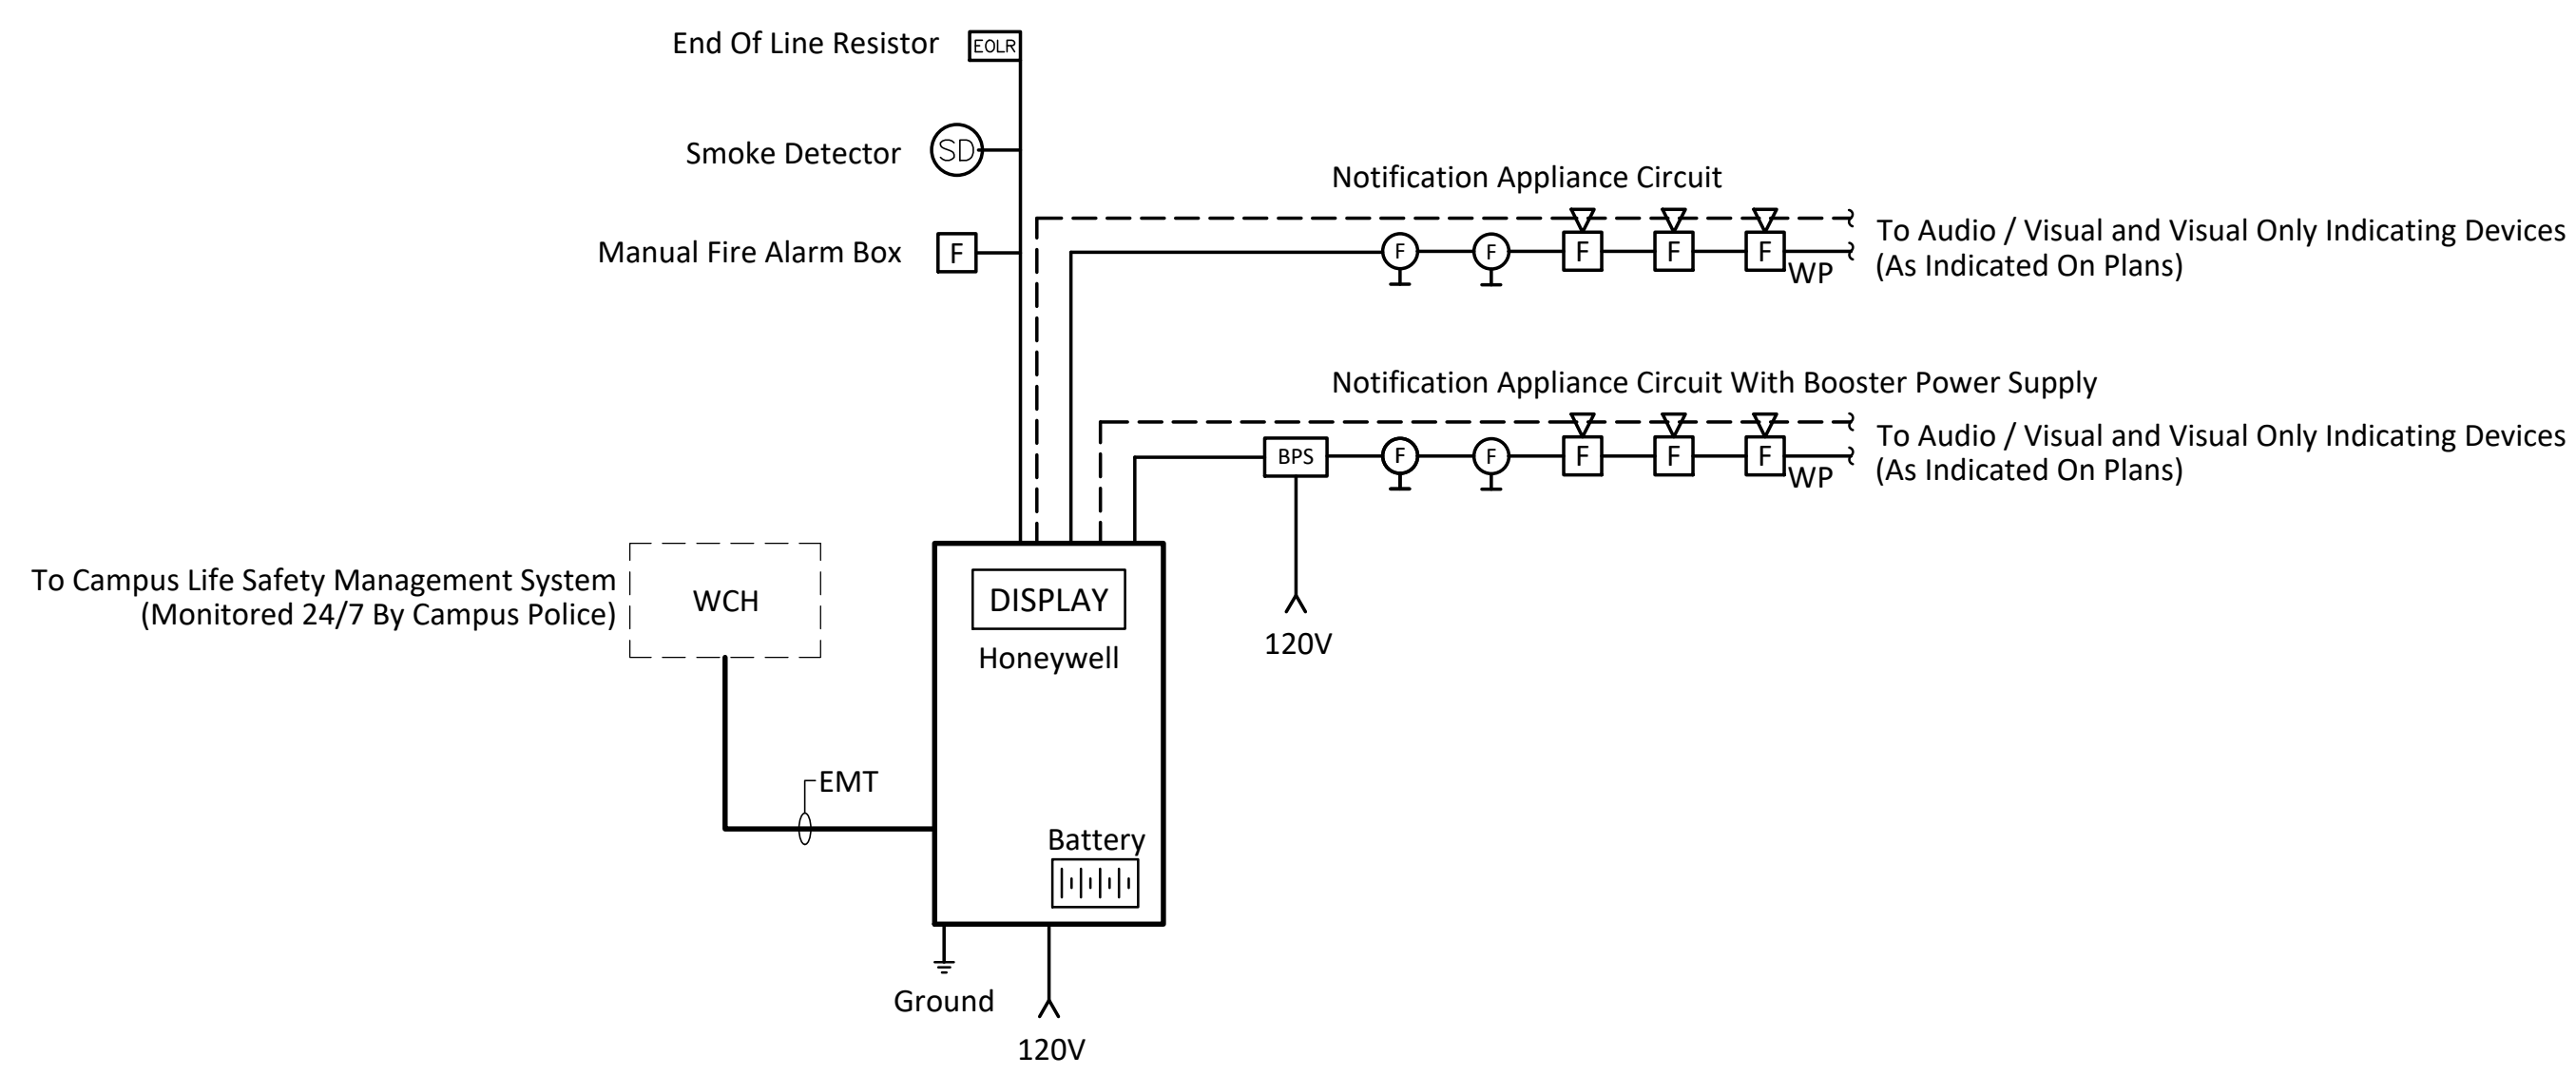 End Of Line Resistor
EOLR
Smoke Detector
SD
Manual Fire Alarm Box
F
Notification Appliance Circuit
F
F
F
F
F
WP
To Audio / Visual and Visual Only Indicating Devices
(As Indicated On Plans)
Notification Appliance Circuit With Booster Power Supply
BPS
F
F
F
F
F
WP
To Audio / Visual and Visual Only Indicating Devices
(As Indicated On Plans)
120V
To Campus Life Safety Management System
(Monitored 24/7 By Campus Police)
WCH
DISPLAY
Honeywell
EMT
Battery
Ground
120V